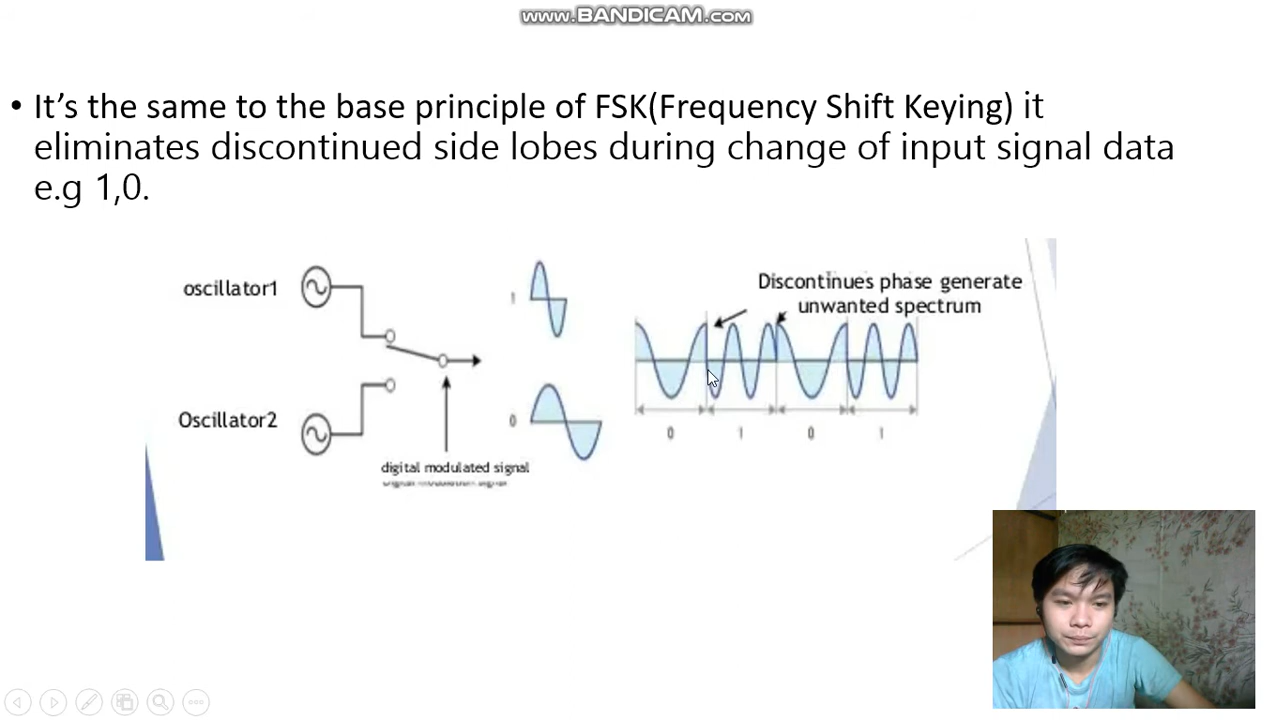 www.BANDICAM.com
• It's the same to the base principle of FSK(Frequency Shift Keying) it
eliminates discontinued side lobes during change of input signal data
e.g 1,0.
oscillator1
Oscillator2
digital modulated signal
1
0
Discontinues phase generate
unwanted spectrum
0 1 0 1